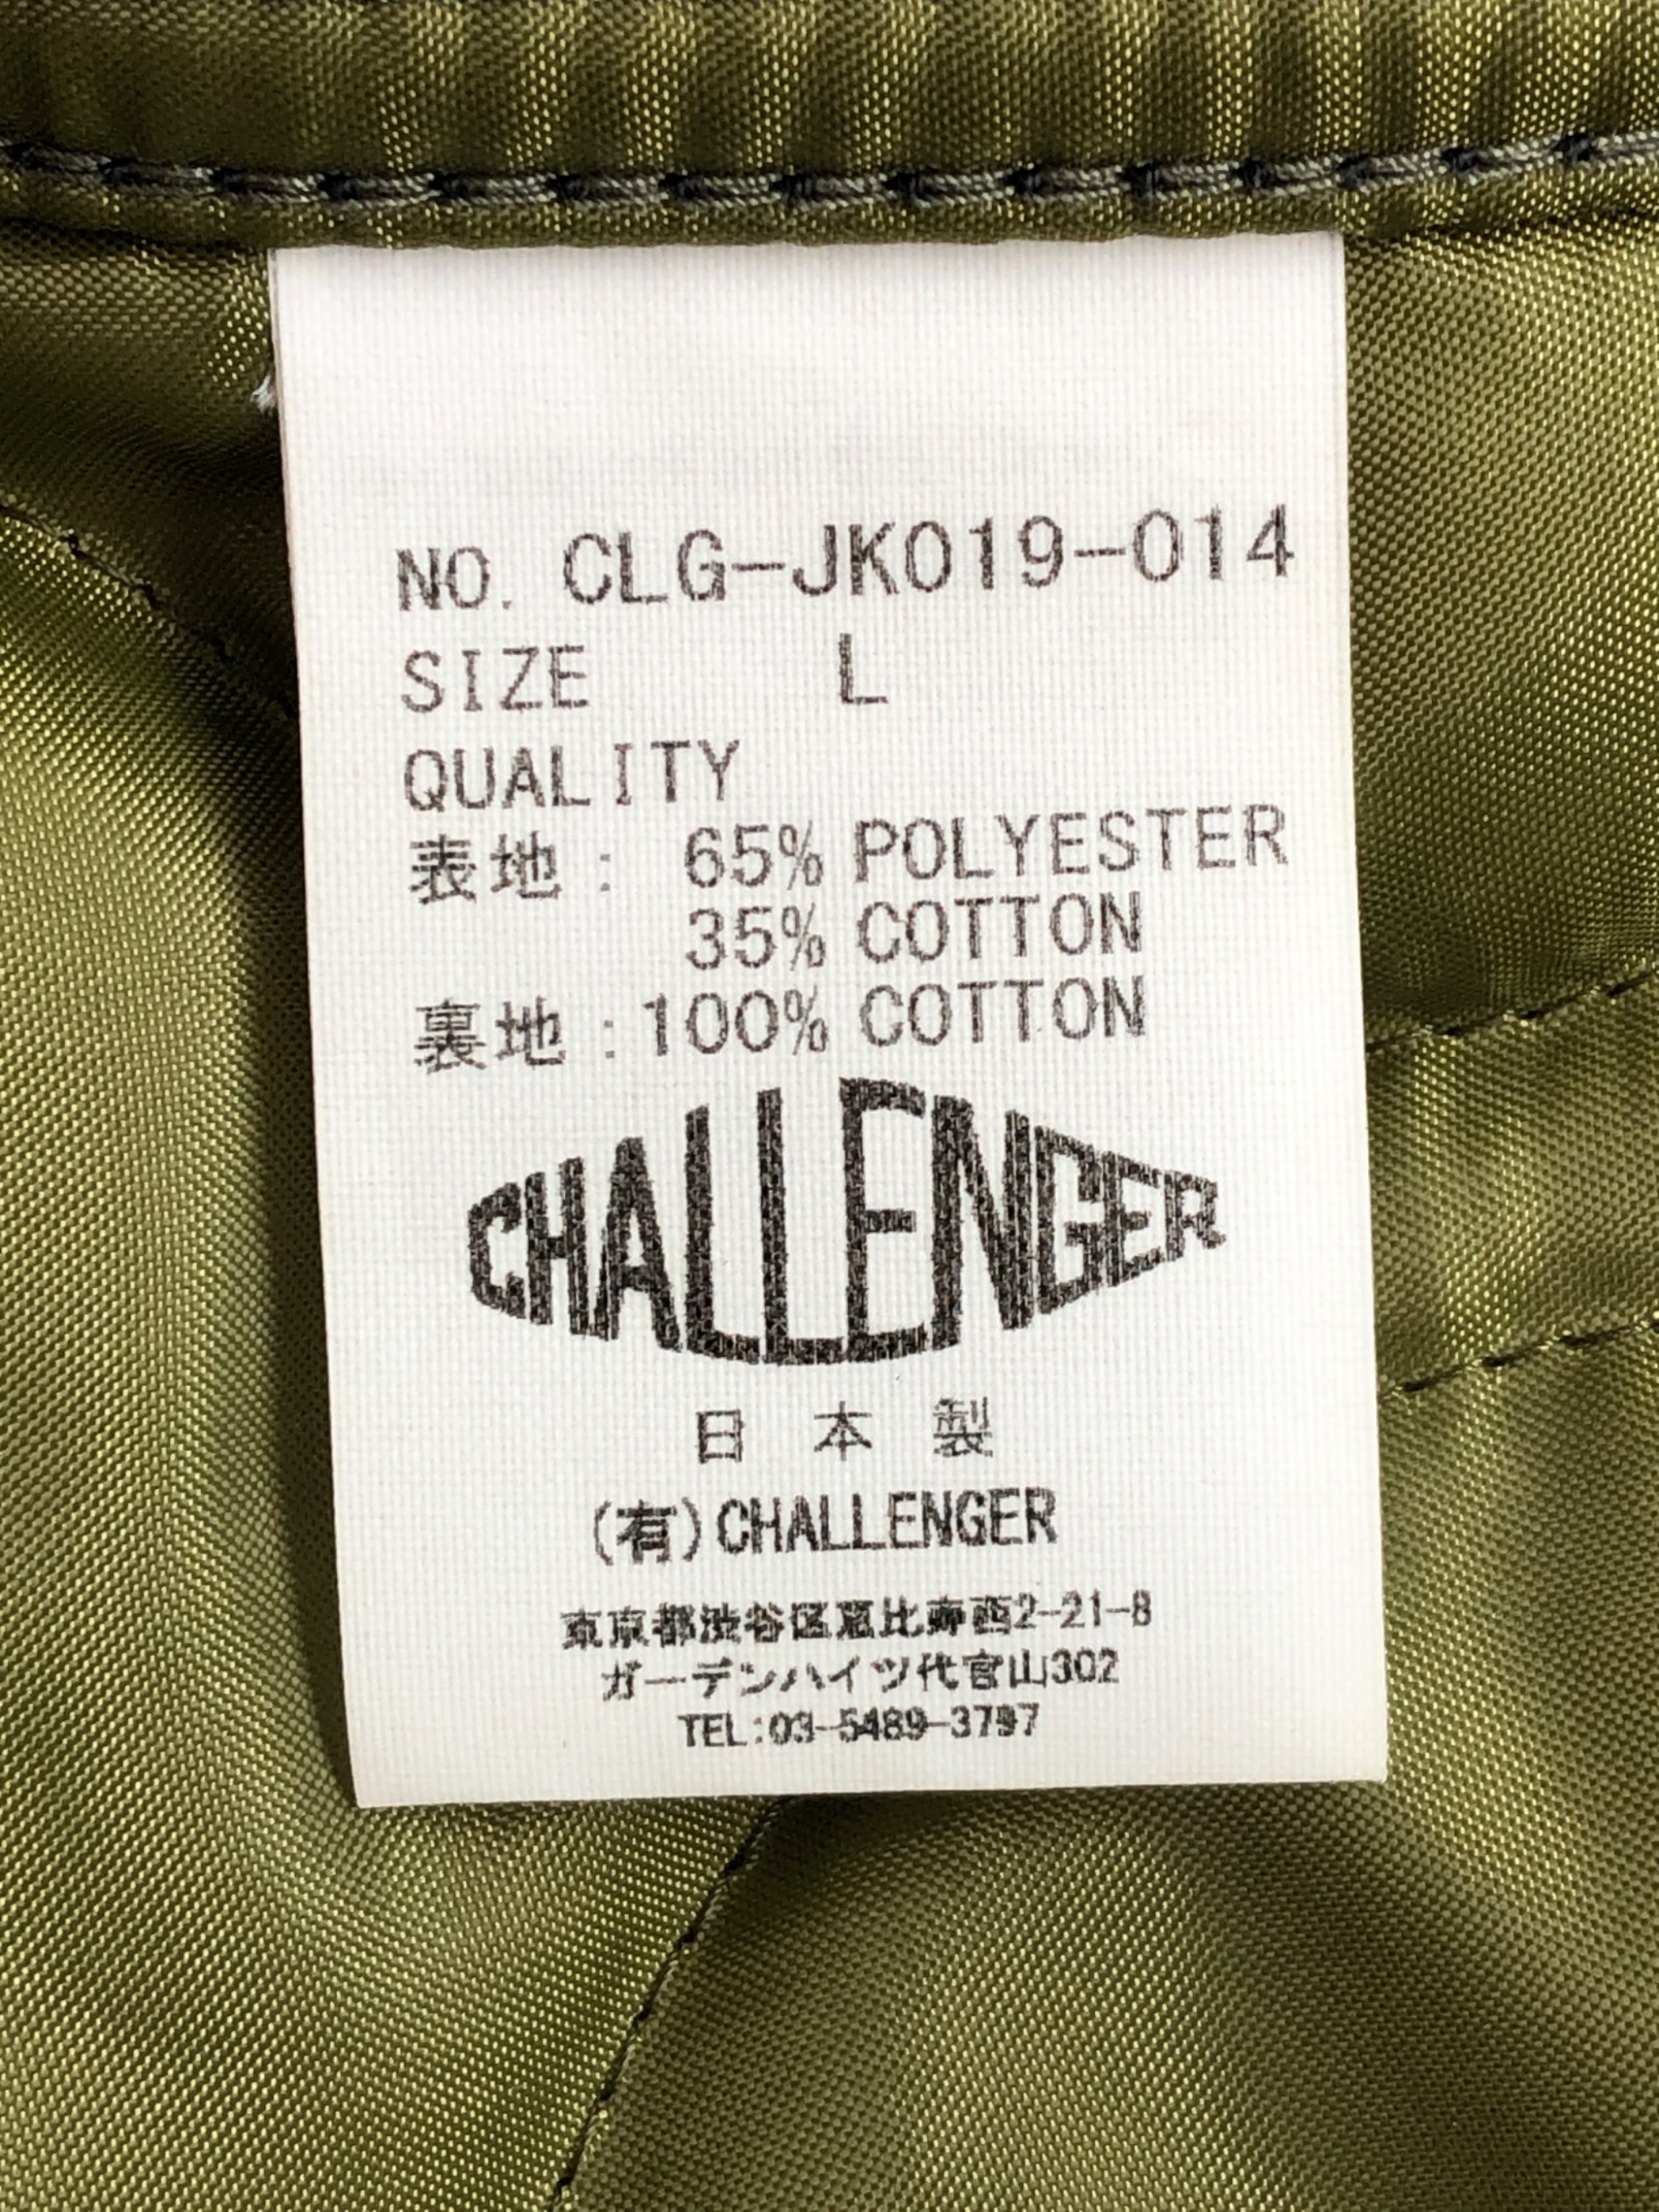 NO. CLG-JK019-014
SIZE L
QUALITY
表地: 65% POLYESTER
35% COTTON
裏地:100% COTTON
CHALLENGER
日本製
(有)CHALLENGER
東京都渋谷区恵比寿西2-21-8
ガーデンハイツ代官山302
TEL:03-5489-3797